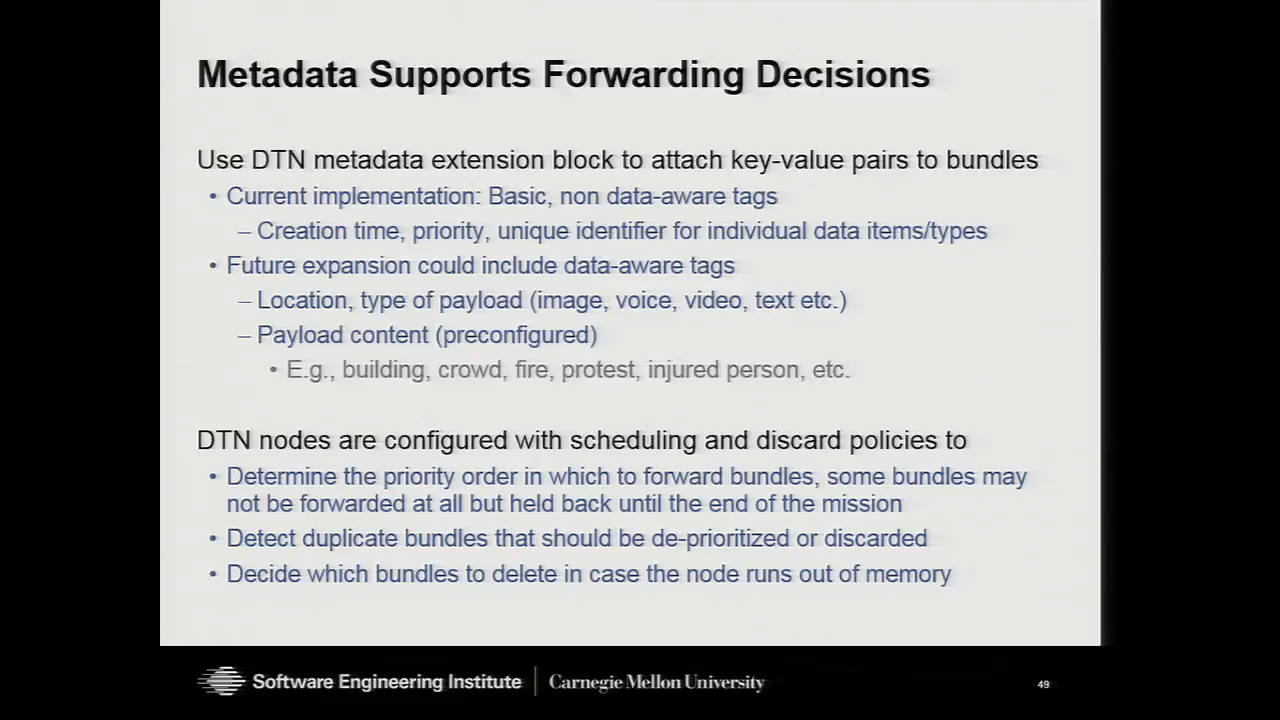 Metadata Supports Forwarding Decisions
Use DTN metadata extension block to attach key-value pairs to bundles
• Current implementation: Basic, non data-aware tags
– Creation time, priority, unique identifier for individual data items/types
• Future expansion could include data-aware tags
– Location, type of payload (image, voice, video, text etc.)
– Payload content (preconfigured)
• E.g., building, crowd, fire, protest, injured person, etc.
DTN nodes are configured with scheduling and discard policies to
• Determine the priority order in which to forward bundles, some bundles may
not be forwarded at all but held back until the end of the mission
• Detect duplicate bundles that should be de-prioritized or discarded
• Decide which bundles to delete in case the node runs out of memory
Software Engineering Institute | Carnegie Mellon University
49